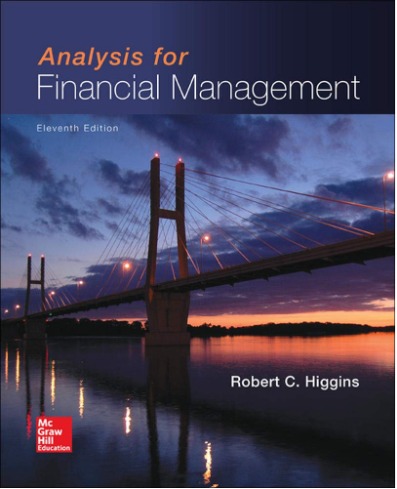 Analysis for
Financial Management
Eleventh Edition
Robert C. Higgins
Mc
Graw
Hill
Education